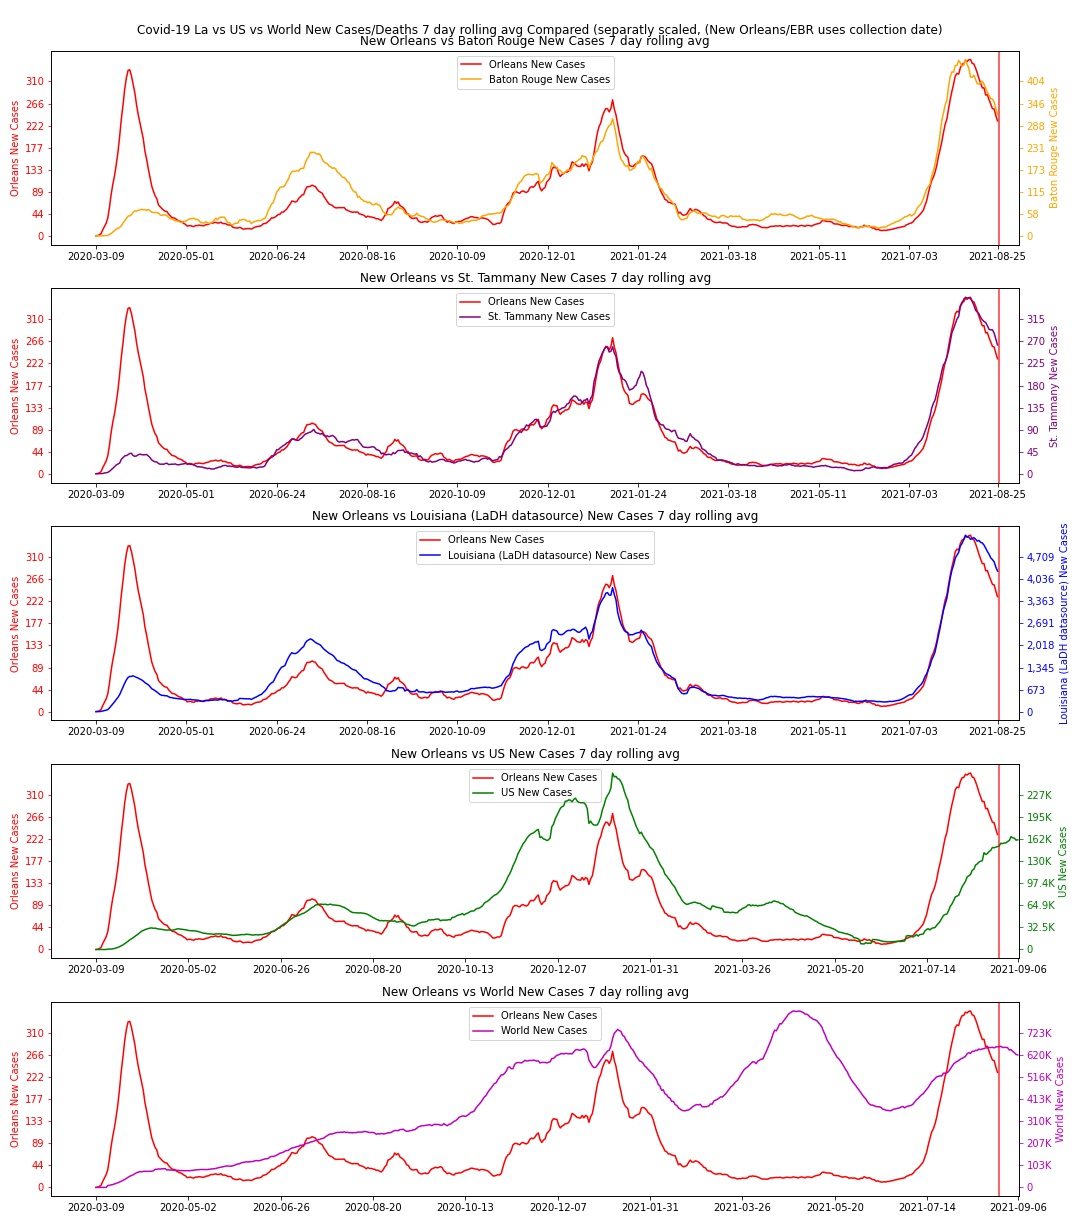 Covid-19 La vs US vs World New Cases/Deaths 7 day rolling avg Compared (separatly scaled, (New Orleans/EBR uses collection date)
New Orleans vs Baton Rouge New Cases 7 day rolling avg
Orleans New Cases
Baton Rouge New Cases
Orleans New Cases
310
266
222
177
133
89
44
0
404
346
288
231
173
115
58
0
Baton Rouge New Cases
2020-03-09 2020-05-01 2020-06-24 2020-08-16 2020-10-09 2020-12-01 2021-01-24 2021-03-18 2021-05-11 2021-07-03 2021-08-25
New Orleans vs St. Tammany New Cases 7 day rolling avg
Orleans New Cases
St. Tammany New Cases
Orleans New Cases
310
266
222
177
133
89
44
0
315
270
225
180
135
90
45
0
St. Tammany New Cases
2020-03-09 2020-05-01 2020-06-24 2020-08-16 2020-10-09 2020-12-01 2021-01-24 2021-03-18 2021-05-11 2021-07-03 2021-08-25
New Orleans vs Louisiana (LaDH datasource) New Cases 7 day rolling avg
Orleans New Cases
Louisiana (LaDH datasource) New Cases
Orleans New Cases
310
266
222
177
133
89
44
0
4,709
4,036
3,363
2,691
2,018
1,345
673
0
Louisiana (LaDH datasource) New Cases
2020-03-09 2020-05-01 2020-06-24 2020-08-16 2020-10-09 2020-12-01 2021-01-24 2021-03-18 2021-05-11 2021-07-03 2021-08-25
New Orleans vs US New Cases 7 day rolling avg
Orleans New Cases
US New Cases
Orleans New Cases
310
266
222
177
133
89
44
0
227K
195K
162K
130K
97.4K
64.9K
32.5K
0
US New Cases
2020-03-09 2020-05-02 2020-06-26 2020-08-20 2020-10-13 2020-12-07 2021-01-31 2021-03-26 2021-05-20 2021-07-14 2021-09-06
New Orleans vs World New Cases 7 day rolling avg
Orleans New Cases
World New Cases
Orleans New Cases
310
266
222
177
133
89
44
0
723K
620K
516K
413K
310K
207K
103K
0
World New Cases
2020-03-09 2020-05-02 2020-06-26 2020-08-20 2020-10-13 2020-12-07 2021-01-31 2021-03-26 2021-05-20 2021-07-14 2021-09-06